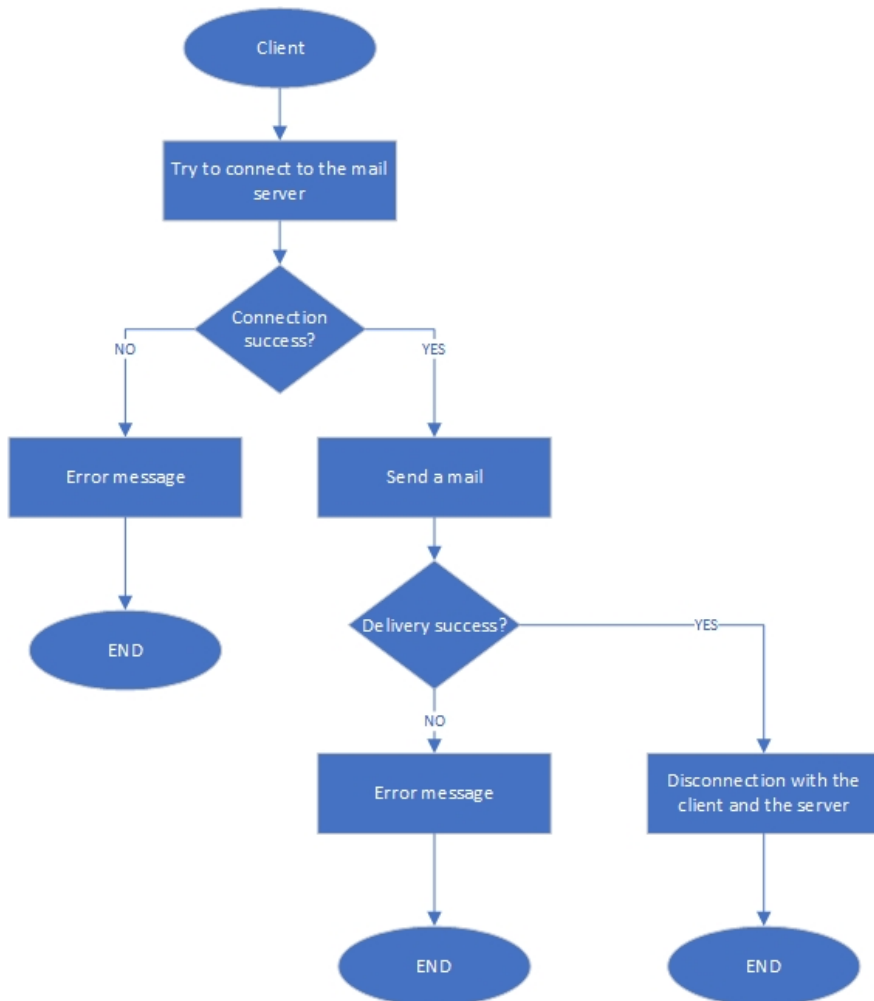 Client
Try to connect to the mail
server
Connection
success?
NO
YES
Error message
Send a mail
Delivery success?
YES
END
NO
Error message
Disconnection with the
client and the server
END
END